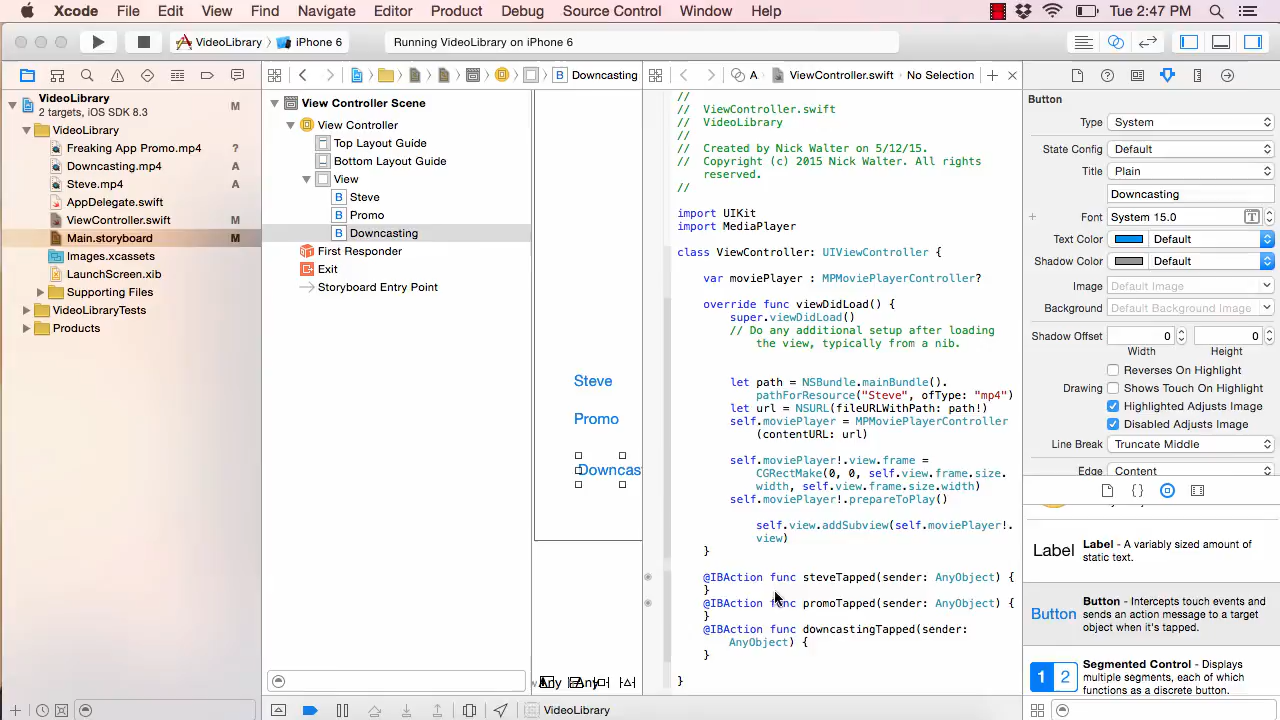 Xcode File Edit View Find Navigate Editor Product Debug Source Control Window Help Tue 2:47 PM
VideoLibrary iPhone 6 Running VideoLibrary on iPhone 6
Downcasting A ViewController.swift No Selection
VideoLibrary M
2 targets, iOS SDK 8.3
VideoLibrary
Freaking App Promo.mp4 ?
Downcasting.mp4 A
Steve.mp4 A
AppDelegate.swift
ViewController.swift M
Main.storyboard M
Images.xcassets
LaunchScreen.xib
Supporting Files
VideoLibraryTests
Products
View Controller Scene
View Controller
Top Layout Guide
Bottom Layout Guide
View
B Steve
B Promo
B Downcasting
First Responder
Exit
Storyboard Entry Point
Steve
Promo
Downcas
Any
//
// ViewController.swift
// VideoLibrary
//
// Created by Nick Walter on 5/12/15.
// Copyright (c) 2015 Nick Walter. All rights
reserved.
//
import UIKit
import MediaPlayer
class ViewController: UIViewController {
var moviePlayer : MPMoviePlayerController?
override func viewDidLoad() {
super.viewDidLoad()
// Do any additional setup after loading
the view, typically from a nib.
let path = NSBundle.mainBundle().
pathForResource("Steve", ofType: "mp4")
let url = NSURL(fileURLWithPath: path!)
self.moviePlayer = MPMoviePlayerController
(contentURL: url)
self.moviePlayer!.view.frame =
CGRectMake(0, 0, self.view.frame.size.
width, self.view.frame.size.width)
self.moviePlayer!.prepareToPlay()
self.view.addSubview(self.moviePlayer!.
view)
}
@IBAction func steveTapped(sender: AnyObject) {
}
@IBAction func promoTapped(sender: AnyObject) {
}
@IBAction func downcastingTapped(sender:
AnyObject) {
}
}
Button
Type System
State Config Default
Title Plain
Downcasting
Font System 15.0 T
Text Color Default
Shadow Color Default
Image Default Image
Background Default Background Image
Shadow Offset 0 0
Width Height
Reverses On Highlight
Drawing Shows Touch On Highlight
Highlighted Adjusts Image
Disabled Adjusts Image
Line Break Truncate Middle
Edge Content
Label Label - A variably sized amount of
static text.
Button Button - Intercepts touch events and
sends an action message to a target
object when it's tapped.
1 2 Segmented Control - Displays
multiple segments, each of which
functions as a discrete button.
VideoLibrary